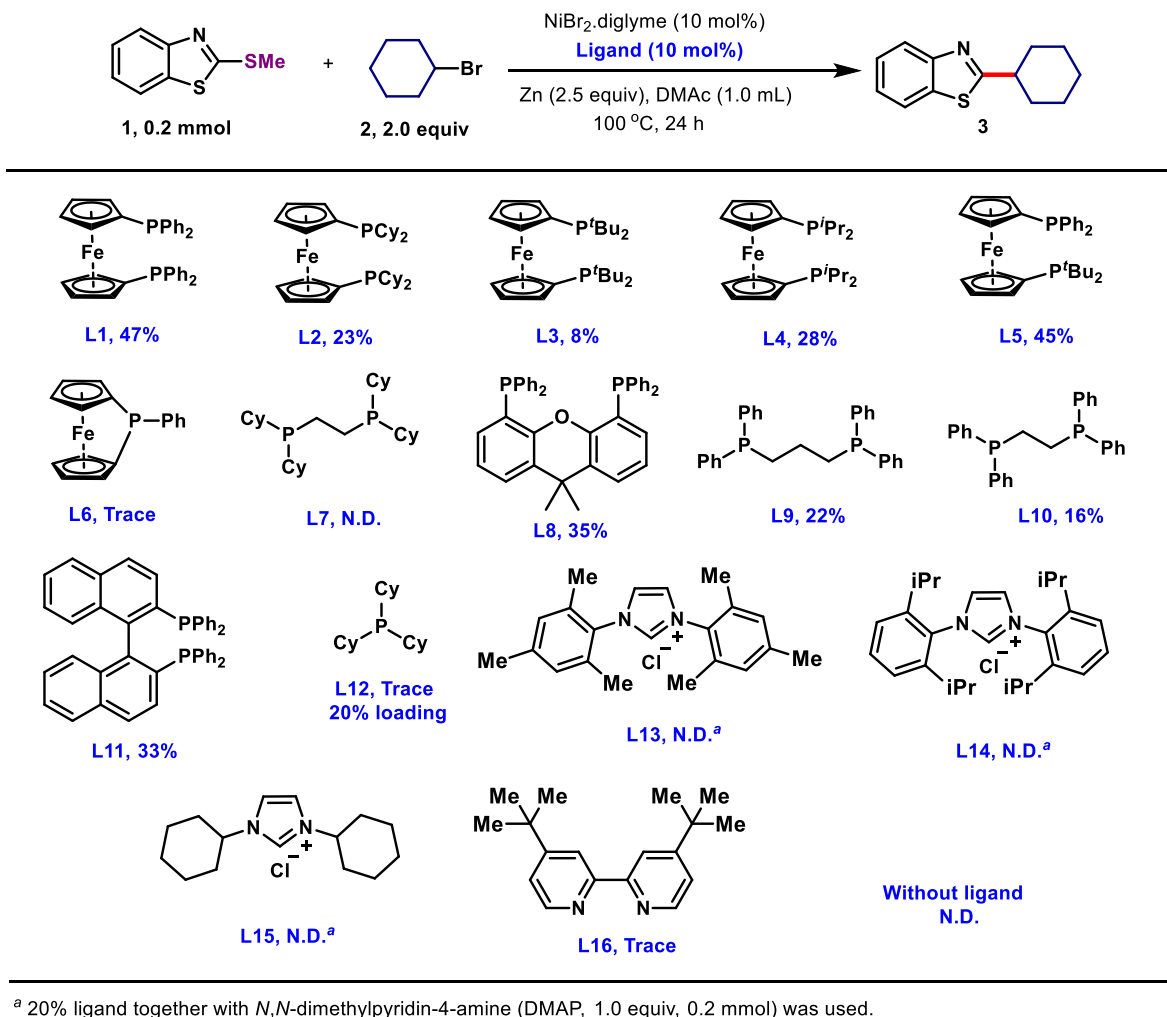 NiBr2.diglyme (10 mol%)
Ligand (10 mol%)
Zn (2.5 equiv), DMAc (1.0 mL)
100 °C, 24 h
N
S
SMe
+
Br
N
S
1, 0.2 mmol
2, 2.0 equiv
3
PPh2
Fe
PPh2
L1, 47%
PCy2
Fe
PCy2
L2, 23%
PtBu2
Fe
PtBu2
L3, 8%
PiPr2
Fe
PiPr2
L4, 28%
PPh2
Fe
PtBu2
L5, 45%
Fe
P
Ph
L6, Trace
Cy
Cy
P
P
Cy
Cy
L7, N.D.
PPh2
PPh2
O
L8, 35%
Ph
Ph
P
P
Ph
Ph
L9, 22%
Ph
Ph
P
P
Ph
Ph
L10, 16%
PPh2
PPh2
L11, 33%
Cy
P
Cy
Cy
L12, Trace
20% loading
Me
Me
N
N
+
Cl−
Me
Me
Me
Me
L13, N.D.a
iPr
iPr
N
N
+
Cl−
iPr
iPr
L14, N.D.a
N
N
+
Cl−
L15, N.D.a
Me
Me
Me
Me
Me
Me
N
N
L16, Trace
Without ligand
N.D.
a 20% ligand together with N,N-dimethylpyridin-4-amine (DMAP, 1.0 equiv, 0.2 mmol) was used.